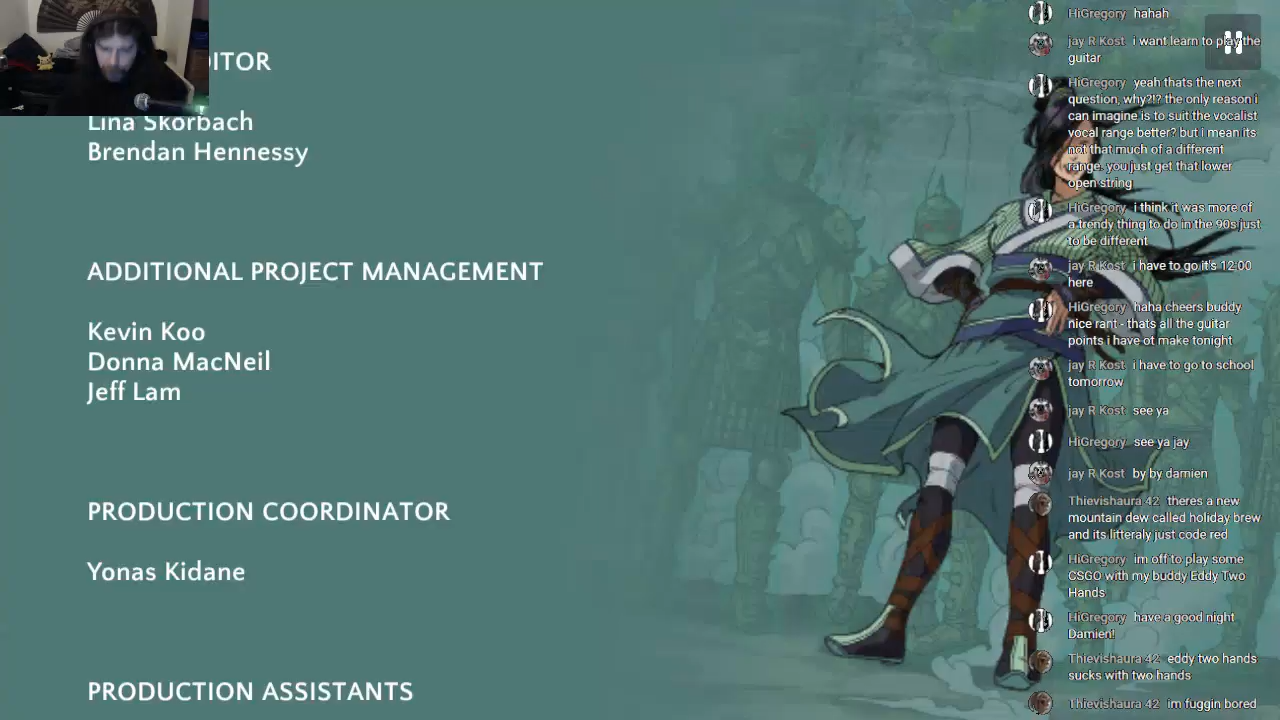 ITOR
Lina Skorbach
Brendan Hennessy
ADDITIONAL PROJECT MANAGEMENT
Kevin Koo
Donna MacNeil
Jeff Lam
PRODUCTION COORDINATOR
Yonas Kidane
PRODUCTION ASSISTANTS
HiGregory hahah
jay R Kost i want learn to play the
guitar
HiGregory yeah thats the next
question, why?!? the only reason i
can imagine is to suit the vocalist
vocal range better? but i mean its
not that much of a different
range. you just get that lower
open string
HiGregory i think it was more of
a trendy thing to do in the 90s just
to be different
jay R Kost i have to go it's 12:00
here
HiGregory haha cheers buddy
nice rant - thats all the guitar
points i have ot make tonight
jay R Kost i have to go to school
tomorrow
jay R Kost see ya
HiGregory see ya jay
jay R Kost by by damien
Thievishaura 42 theres a new
mountain dew called holiday brew
and its litteraly just code red
HiGregory im off to play some
CSGO with my buddy Eddy Two
Hands
HiGregory have a good night
Damien!
Thievishaura 42 eddy two hands
sucks with two hands
Thievishaura 42 im fuggin bored